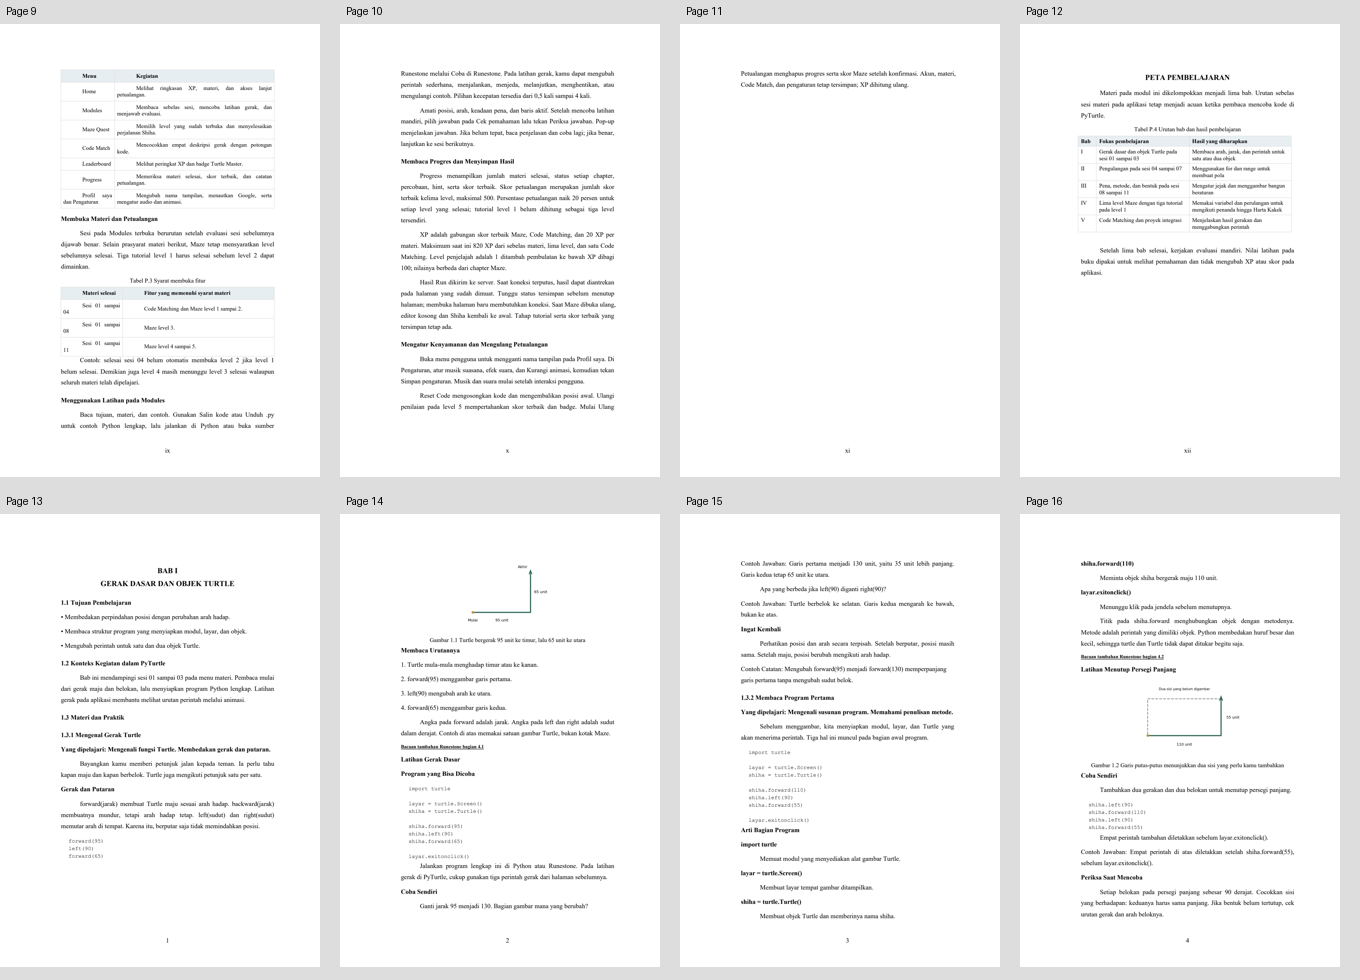 Page 9
Menu Kegiatan
Home Melihat ringkasan XP, materi, dan akses lanjut
petualangan.
Modules Membaca sebelas sesi, mencoba latihan gerak, dan
menjawab evaluasi.
Maze Quest Memilih level yang sudah terbuka dan menyelesaikan
perjalanan Shiha.
Code Match Mencocokkan empat deskripsi gerak dengan potongan
kode.
Leaderboard Melihat peringkat XP dan badge Turtle Master.
Progress Memeriksa materi selesai, skor terbaik, dan catatan
petualangan.
Profil saya
dan Pengaturan Mengubah nama tampilan, menautkan Google, serta
mengatur audio dan animasi.
Membuka Materi dan Petualangan
Sesi pada Modules terbuka berurutan setelah evaluasi sesi sebelumnya
dijawab benar. Selain prasyarat materi berikut, Maze tetap mensyaratkan level
sebelumnya selesai. Tiga tutorial level 1 harus selesai sebelum level 2 dapat
dimainkan.
Tabel P.3 Syarat membuka fitur
Materi selesai Fitur yang memenuhi syarat materi
Sesi 01 sampai
04 Code Matching dan Maze level 1 sampai 2.
Sesi 01 sampai
08 Maze level 3.
Sesi 01 sampai
11 Maze level 4 sampai 5.
Contoh: selesai sesi 04 belum otomatis membuka level 2 jika level 1
belum selesai. Demikian juga level 4 masih menunggu level 3 selesai walaupun
seluruh materi telah dipelajari.
Menggunakan Latihan pada Modules
Baca tujuan, materi, dan contoh. Gunakan Salin kode atau Unduh .py
untuk contoh Python lengkap, lalu jalankan di Python atau buka sumber
ix
Page 10
Runestone melalui Coba di Runestone. Pada latihan gerak, kamu dapat mengubah
perintah sederhana, menjalankan, menjeda, melanjutkan, menghentikan, atau
mengulangi contoh. Pilihan kecepatan tersedia dari 0,5 kali sampai 4 kali.
Amati posisi, arah, keadaan pena, dan baris aktif. Setelah mencoba latihan
mandiri, pilih jawaban pada Cek pemahaman lalu tekan Periksa jawaban. Pop-up
menjelaskan jawaban. Jika belum tepat, baca penjelasan dan coba lagi; jika benar,
lanjutkan ke sesi berikutnya.
Membaca Progres dan Menyimpan Hasil
Progress menampilkan jumlah materi selesai, status setiap chapter,
percobaan, hint, serta skor terbaik. Skor petualangan merupakan jumlah skor
terbaik kelima level, maksimal 500. Persentase petualangan naik 20 persen untuk
setiap level yang selesai; tutorial level 1 belum dihitung sebagai tiga level
tersendiri.
XP adalah gabungan skor terbaik Maze, Code Matching, dan 20 XP per
materi. Maksimum saat ini 820 XP dari sebelas materi, lima level, dan satu Code
Matching. Level penjelajah adalah 1 ditambah pembulatan ke bawah XP dibagi
100; nilainya berbeda dari chapter Maze.
Hasil Run dikirim ke server. Saat koneksi terputus, hasil dapat diantrekan
pada halaman yang sudah dimuat. Tunggu status tersimpan sebelum menutup
halaman; membuka halaman baru membutuhkan koneksi. Saat Maze dibuka ulang,
editor kosong dan Shiha kembali ke awal. Tahap tutorial serta skor terbaik yang
tersimpan tetap ada.
Mengatur Kenyamanan dan Mengulang Petualangan
Buka menu pengguna untuk mengganti nama tampilan pada Profil saya. Di
Pengaturan, atur musik suasana, efek suara, dan Kurangi animasi, kemudian tekan
Simpan pengaturan. Musik dan suara mulai setelah interaksi pengguna.
Reset Code mengosongkan kode dan mengembalikan posisi awal. Ulangi
penilaian pada level 5 mempertahankan skor terbaik dan badge. Mulai Ulang
x
Page 11
Petualangan menghapus progres serta skor Maze setelah konfirmasi. Akun, materi,
Code Match, dan pengaturan tetap tersimpan; XP dihitung ulang.
xi
Page 12
PETA PEMBELAJARAN
Materi pada modul ini dikelompokkan menjadi lima bab. Urutan sebelas
sesi materi pada aplikasi tetap menjadi acuan ketika pembaca mencoba kode di
PyTurtle.
Tabel P.4 Urutan bab dan hasil pembelajaran
Bab Fokus pembelajaran Hasil yang diharapkan
I Gerak dasar dan objek Turtle pada
sesi 01 sampai 03 Membaca arah, jarak, dan perintah untuk
satu atau dua objek
II Pengulangan pada sesi 04 sampai 07 Menggunakan for dan range untuk
membuat pola
III Pena, metode, dan bentuk pada sesi
08 sampai 11 Mengatur jejak dan menggambar bangun
beraturan
IV Lima level Maze dengan tiga tutorial
pada level 1 Memakai variabel dan perulangan untuk
mengikuti penanda hingga Harta Kakek
V Code Matching dan proyek integrasi Menjelaskan hasil gerakan dan
menggabungkan perintah
Setelah lima bab selesai, kerjakan evaluasi mandiri. Nilai latihan pada
buku dipakai untuk melihat pemahaman dan tidak mengubah XP atau skor pada
aplikasi.
xii
Page 13
BAB I
GERAK DASAR DAN OBJEK TURTLE
1.1 Tujuan Pembelajaran
• Membedakan perpindahan posisi dengan perubahan arah hadap.
• Membaca struktur program yang menyiapkan modul, layar, dan objek.
• Mengubah perintah untuk satu dan dua objek Turtle.
1.2 Konteks Kegiatan dalam PyTurtle
Bab ini mendampingi sesi 01 sampai 03 pada menu materi. Pembaca mulai
dari gerak maju dan belokan, lalu menyiapkan program Python lengkap. Latihan
gerak pada aplikasi membantu melihat urutan perintah melalui animasi.
1.3 Materi dan Praktik
1.3.1 Mengenal Gerak Turtle
Yang dipelajari: Mengenali fungsi Turtle. Membedakan gerak dan putaran.
Bayangkan kamu memberi petunjuk jalan kepada teman. Ia perlu tahu
kapan maju dan kapan berbelok. Turtle juga mengikuti petunjuk satu per satu.
Gerak dan Putaran
forward(jarak) membuat Turtle maju sesuai arah hadap. backward(jarak)
membuatnya mundur, tetapi arah hadap tetap. left(sudut) dan right(sudut)
memutar arah di tempat. Karena itu, berputar saja tidak memindahkan posisi.
forward(95)
left(90)
forward(65)
1
Page 14
Akhir
65 unit
Mulai 95 unit
Gambar 1.1 Turtle bergerak 95 unit ke timur, lalu 65 unit ke utara
Membaca Urutannya
1. Turtle mula-mula menghadap timur atau ke kanan.
2. forward(95) menggambar garis pertama.
3. left(90) mengubah arah ke utara.
4. forward(65) menggambar garis kedua.
Angka pada forward adalah jarak. Angka pada left dan right adalah sudut
dalam derajat. Contoh di atas memakai satuan gambar Turtle, bukan kotak Maze.
Bacaan tambahan Runestone bagian 4.1
Latihan Gerak Dasar
Program yang Bisa Dicoba
import turtle
layar = turtle.Screen()
shiha = turtle.Turtle()
shiha.forward(95)
shiha.left(90)
shiha.forward(65)
layar.exitonclick()
Jalankan program lengkap ini di Python atau Runestone. Pada latihan
gerak di PyTurtle, cukup gunakan tiga perintah gerak dari halaman sebelumnya.
Coba Sendiri
Ganti jarak 95 menjadi 130. Bagian gambar mana yang berubah?
2
Page 15
Contoh Jawaban: Garis pertama menjadi 130 unit, yaitu 35 unit lebih panjang.
Garis kedua tetap 65 unit ke utara.
Apa yang berbeda jika left(90) diganti right(90)?
Contoh Jawaban: Turtle berbelok ke selatan. Garis kedua mengarah ke bawah,
bukan ke atas.
Ingat Kembali
Perhatikan posisi dan arah secara terpisah. Setelah berputar, posisi masih
sama. Setelah maju, posisi berubah mengikuti arah hadap.
Contoh Catatan: Mengubah forward(95) menjadi forward(130) memperpanjang
garis pertama tanpa mengubah sudut belok.
1.3.2 Membaca Program Pertama
Yang dipelajari: Mengenali susunan program. Memahami penulisan metode.
Sebelum menggambar, kita menyiapkan modul, layar, dan Turtle yang
akan menerima perintah. Tiga hal ini muncul pada bagian awal program.
import turtle
layar = turtle.Screen()
shiha = turtle.Turtle()
shiha.forward(110)
shiha.left(90)
shiha.forward(55)
layar.exitonclick()
Arti Bagian Program
import turtle
Memuat modul yang menyediakan alat gambar Turtle.
layar = turtle.Screen()
Membuat layar tempat gambar ditampilkan.
shiha = turtle.Turtle()
Membuat objek Turtle dan memberinya nama shiha.
3
Page 16
shiha.forward(110)
Meminta objek shiha bergerak maju 110 unit.
layar.exitonclick()
Menunggu klik pada jendela sebelum menutupnya.
Titik pada shiha.forward menghubungkan objek dengan metodenya.
Metode adalah perintah yang dimiliki objek. Python membedakan huruf besar dan
kecil, sehingga turtle dan Turtle tidak dapat ditukar begitu saja.
Bacaan tambahan Runestone bagian 4.2
Latihan Menutup Persegi Panjang
Dua sisi yang belum digambar
55 unit
110 unit
Gambar 1.2 Garis putus-putus menunjukkan dua sisi yang perlu kamu tambahkan
Coba Sendiri
Tambahkan dua gerakan dan dua belokan untuk menutup persegi panjang.
shiha.left(90)
shiha.forward(110)
shiha.left(90)
shiha.forward(55)
Empat perintah tambahan diletakkan sebelum layar.exitonclick().
Contoh Jawaban: Empat perintah di atas diletakkan setelah shiha.forward(55),
sebelum layar.exitonclick().
Periksa Saat Mencoba
Setiap belokan pada persegi panjang sebesar 90 derajat. Cocokkan sisi
yang berhadapan: keduanya harus sama panjang. Jika bentuk belum tertutup, cek
urutan gerak dan arah beloknya.
4